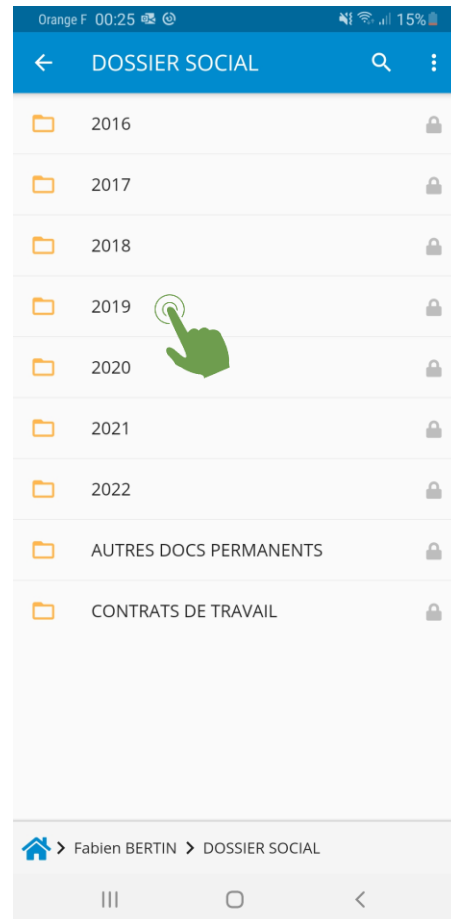 Orange F 00:25 15%
DOSSIER SOCIAL
2016
2017
2018
2019
2020
2021
2022
AUTRES DOCS PERMANENTS
CONTRATS DE TRAVAIL
Fabien BERTIN > DOSSIER SOCIAL